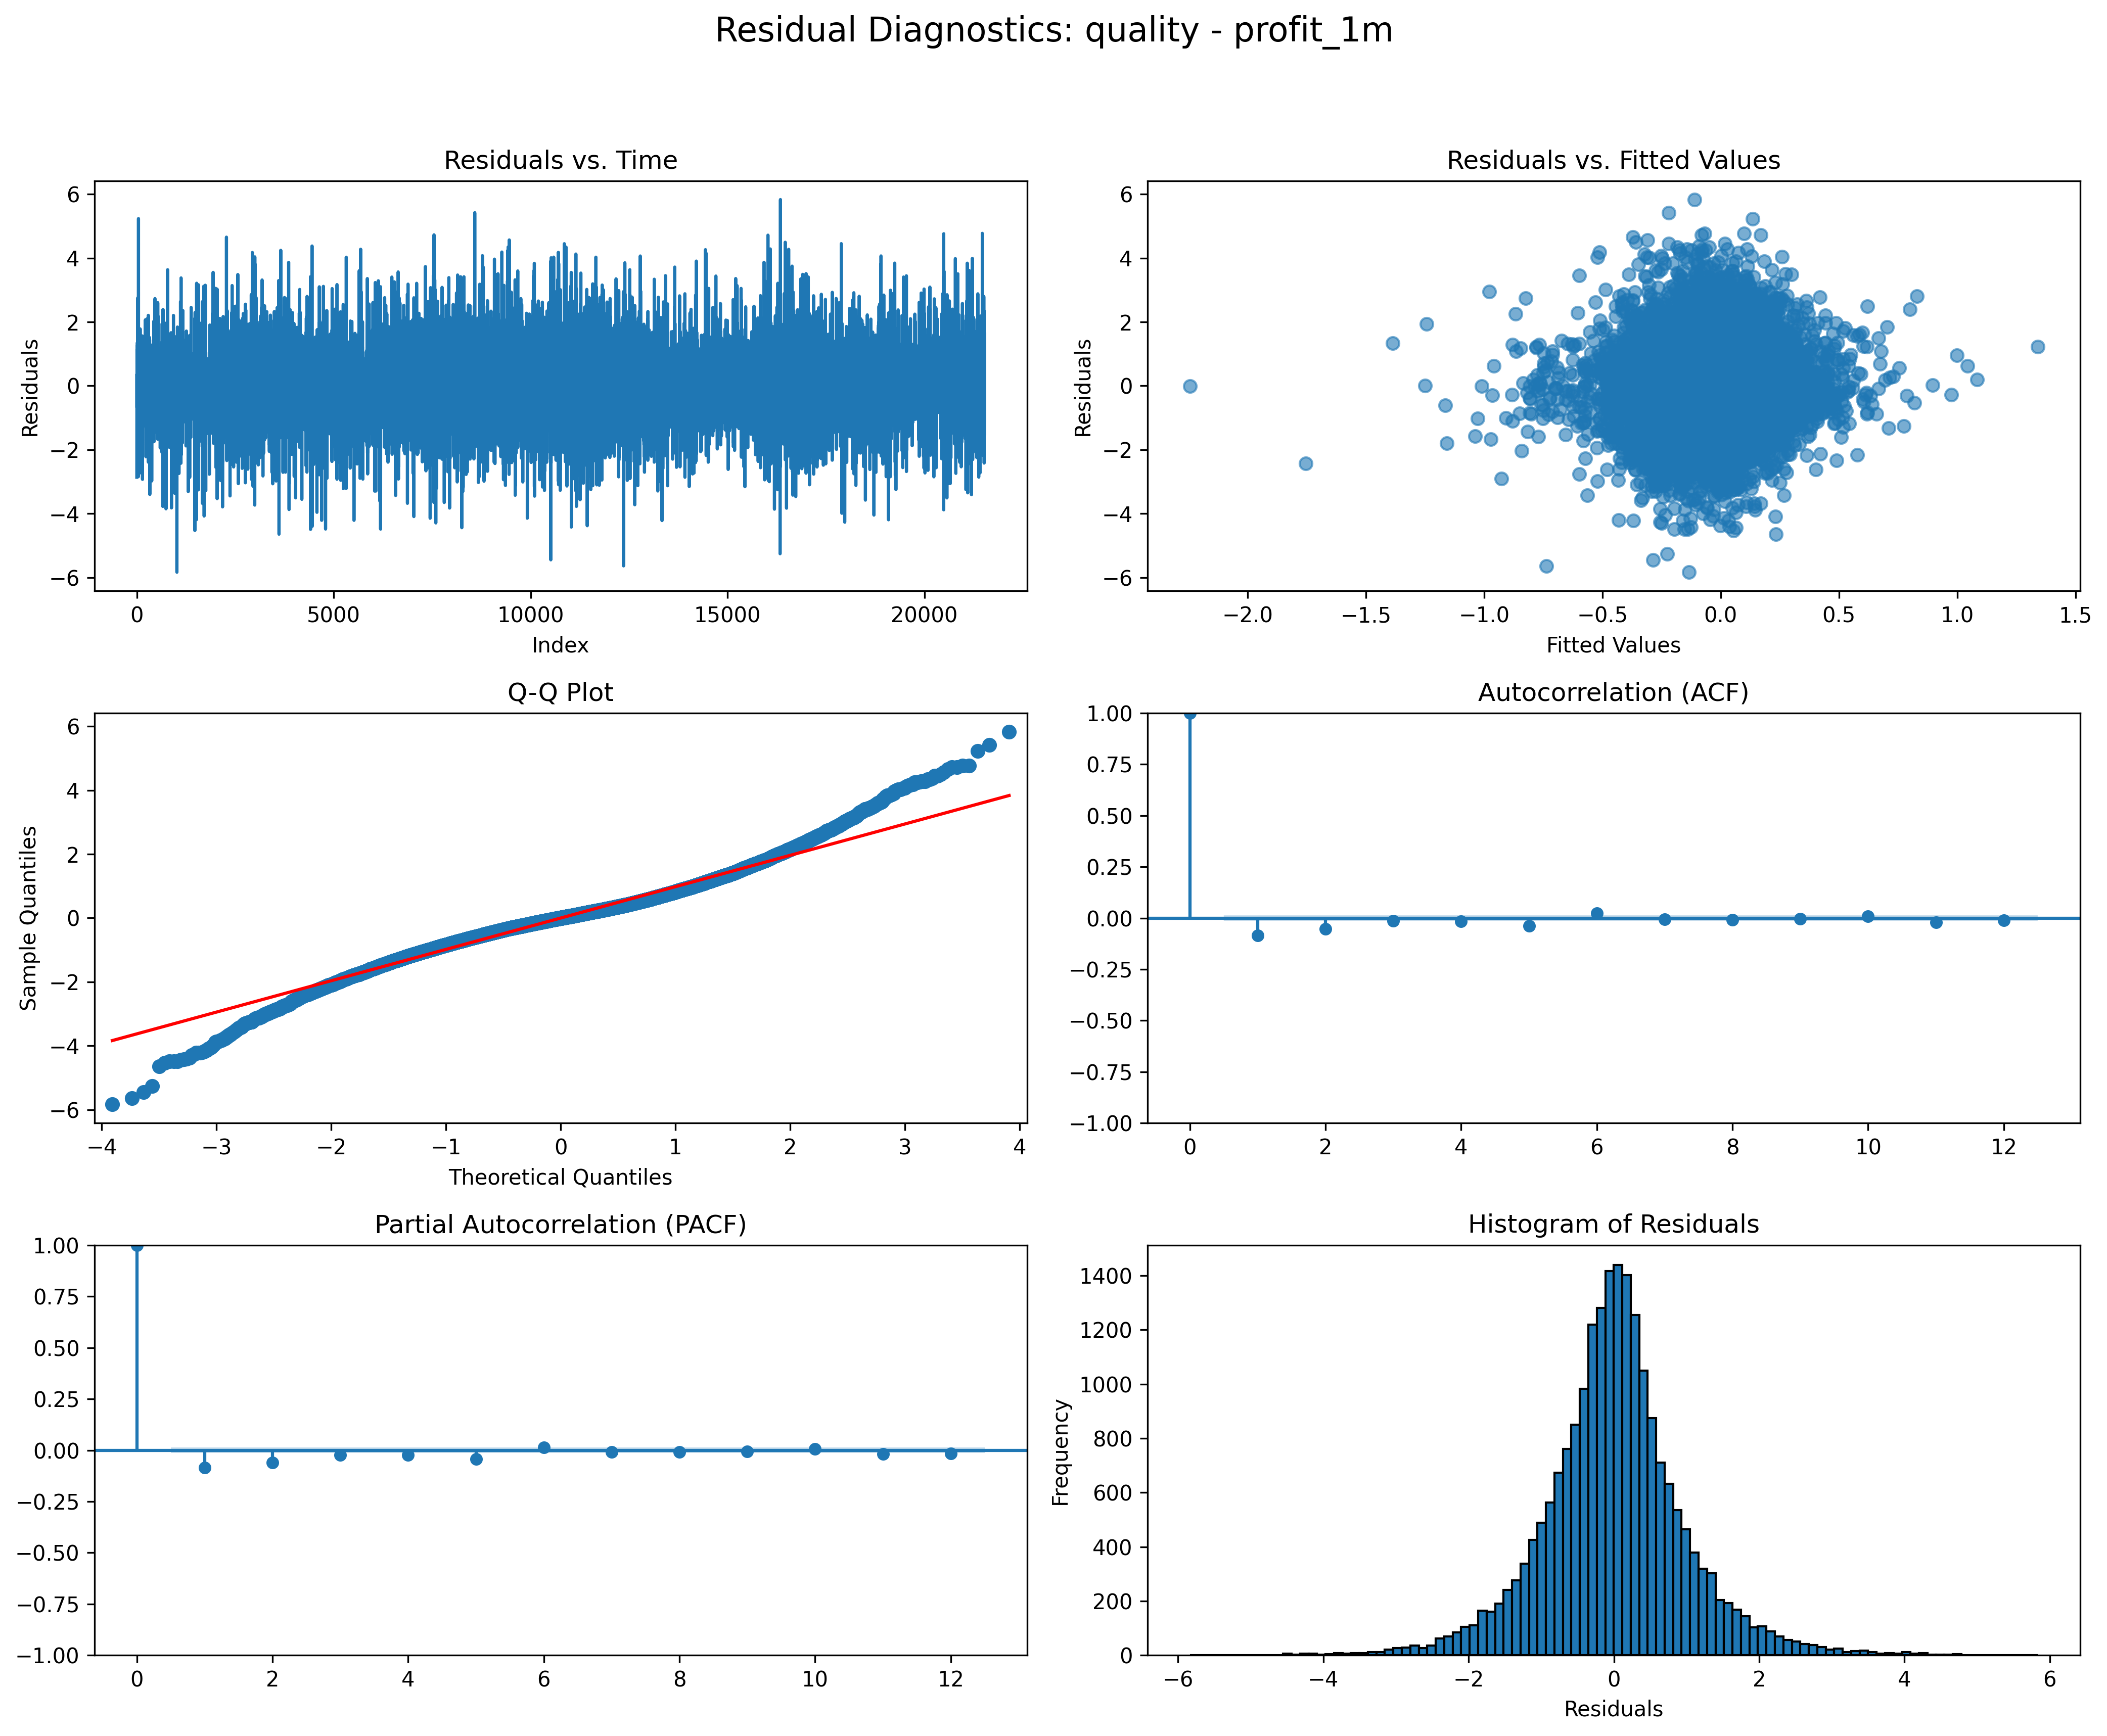 Residual Diagnostics: quality - profit_1m
Residuals vs. Time
Residuals
6
4
2
0
−2
−4
−6
0 5000 10000 15000 20000
Index
Residuals vs. Fitted Values
Residuals
6
4
2
0
−2
−4
−6
−2.0 −1.5 −1.0 −0.5 0.0 0.5 1.0 1.5
Fitted Values
Q-Q Plot
Sample Quantiles
6
4
2
0
−2
−4
−6
−4 −3 −2 −1 0 1 2 3 4
Theoretical Quantiles
Autocorrelation (ACF)
1.00
0.75
0.50
0.25
0.00
−0.25
−0.50
−0.75
−1.00
0 2 4 6 8 10 12
Partial Autocorrelation (PACF)
1.00
0.75
0.50
0.25
0.00
−0.25
−0.50
−0.75
−1.00
0 2 4 6 8 10 12
Histogram of Residuals
Frequency
1400
1200
1000
800
600
400
200
0
−6 −4 −2 0 2 4 6
Residuals